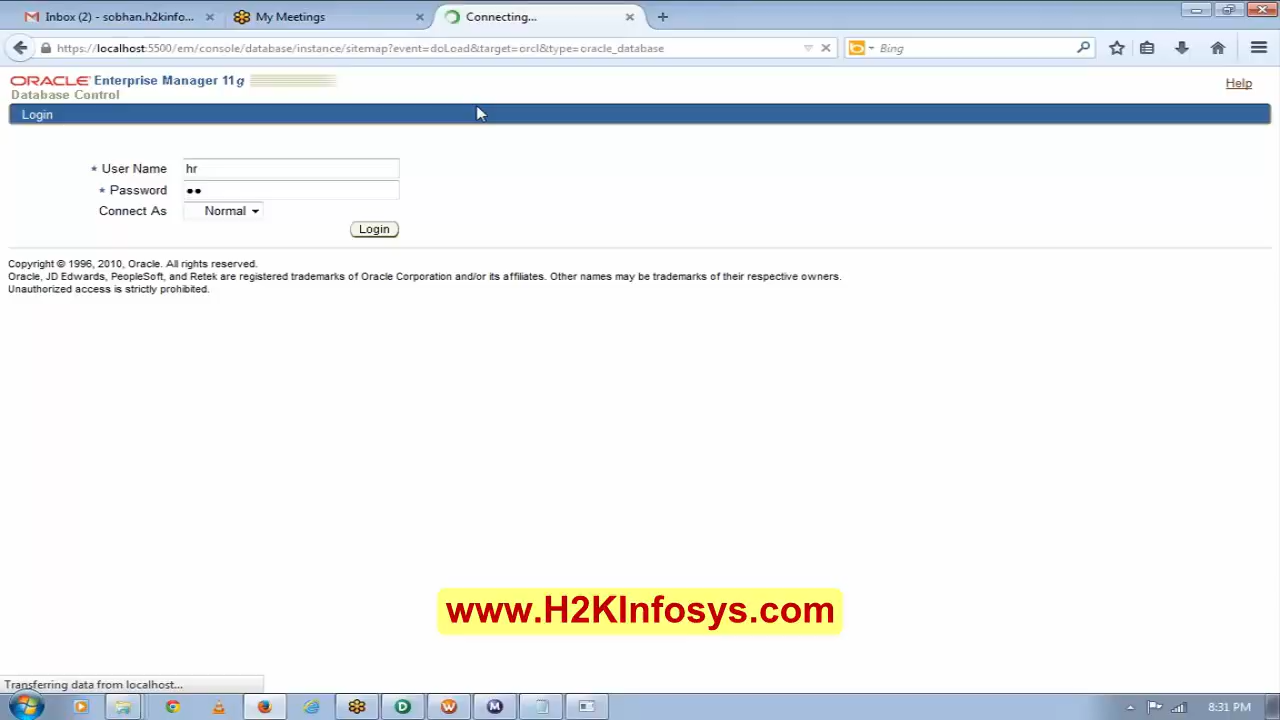 Inbox (2) - sobhan.h2kinfo...
My Meetings
Connecting...
https://localhost:5500/em/console/database/instance/sitemap?event=doLoad&target=orcl&type=oracle_database
Bing
ORACLE Enterprise Manager 11g
Database Control
Help
Login
* User Name hr
* Password ●●
Connect As Normal
Login
Copyright © 1996, 2010, Oracle. All rights reserved.
Oracle, JD Edwards, PeopleSoft, and Retek are registered trademarks of Oracle Corporation and/or its affiliates. Other names may be trademarks of their respective owners.
Unauthorized access is strictly prohibited.
www.H2KInfosys.com
Transferring data from localhost...
8:31 PM